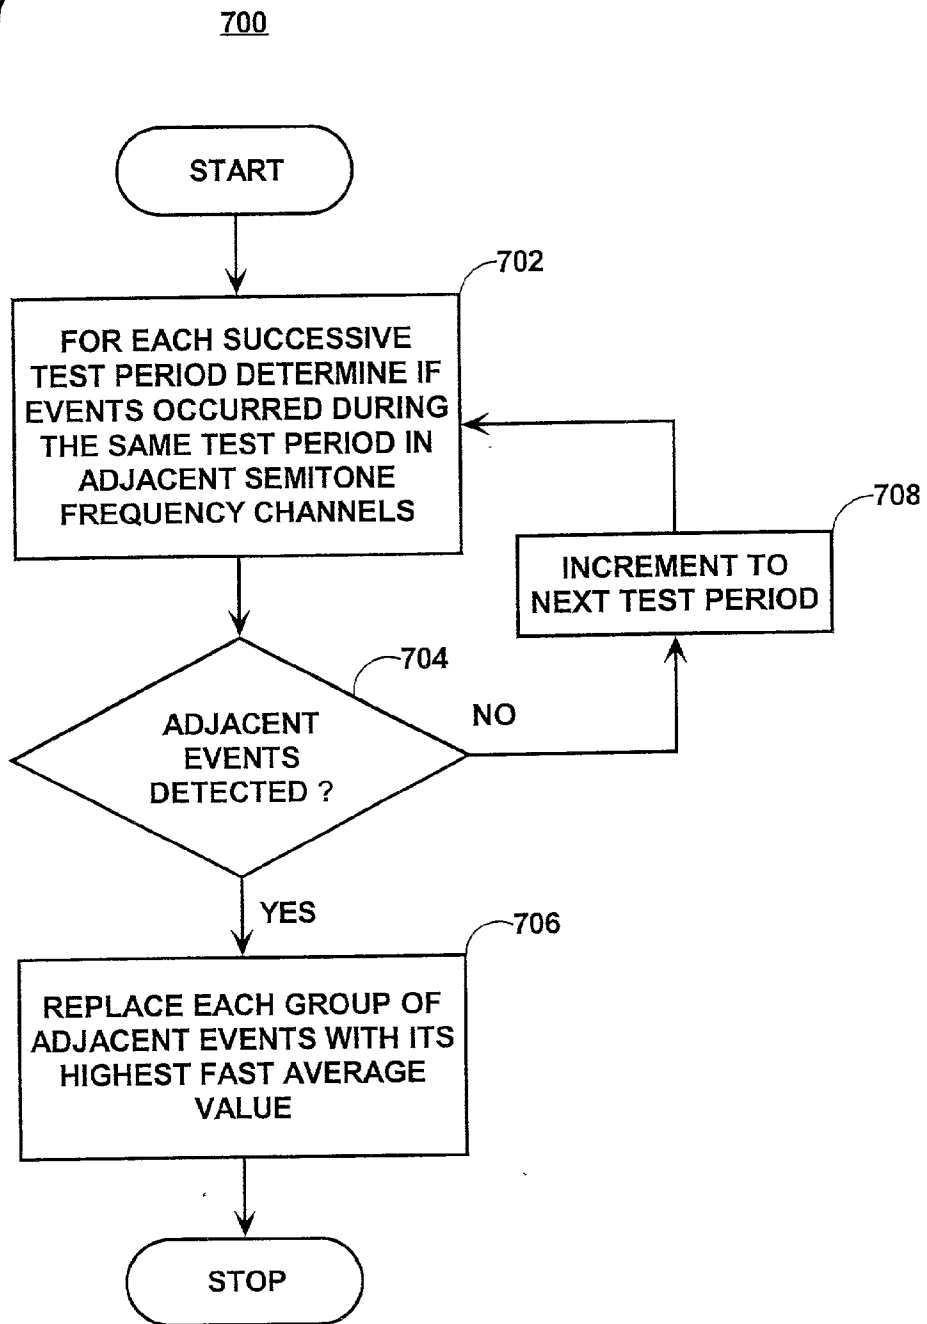 700
START
702
FOR EACH SUCCESSIVE
TEST PERIOD DETERMINE IF
EVENTS OCCURRED DURING
THE SAME TEST PERIOD IN
ADJACENT SEMITONE
FREQUENCY CHANNELS
708
INCREMENT TO
NEXT TEST PERIOD
704
ADJACENT
EVENTS
DETECTED ?
NO
YES
706
REPLACE EACH GROUP OF
ADJACENT EVENTS WITH ITS
HIGHEST FAST AVERAGE
VALUE
STOP